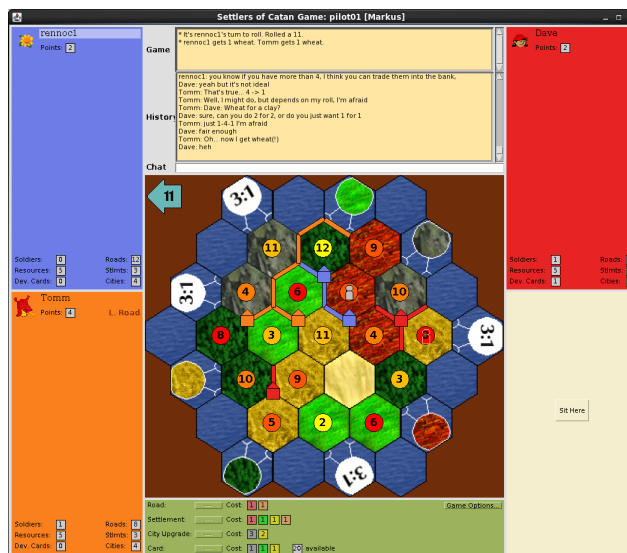 Settlers of Catan Game: pilot01 [Markus]
rennoc1
Points: 2
Game
* It's rennoc1's turn to roll. Rolled a 11.
* rennoc1 gets 1 wheat. Tomm gets 1 wheat.
Dave
Points: 2
History
rennoc1: you know if you have more than 4, I think you can trade them into the bank,
Dave: yeah but it's not ideal
Tomm: That's true... 4 -> 1
Tomm: Well, I might do, but depends on my roll, I'm afraid
Tomm: Dave: Wheat for a clay?
Dave: sure, can you do 2 for 2, or do you just want 1 for 1
Tomm: just 1-4-1 I'm afraid
Dave: fair enough
Tomm: Oh... now I get wheat(!)
Dave: heh
Chat
11
3:1
11 12 9
Soldiers: 0 Roads: 12
Resources: 5 Stlmts: 3
Dev. Cards: 0 Cities: 4
Soldiers: 1 Roads:
Resources: 5 Stlmts:
Dev. Cards: 1 Cities:
Tomm
Points: 4 L. Road
3:1
4 6 10
8 3 11 4
3:1
10 9 3
5 2 6
3:1
Sit Here
Soldiers: 1 Roads: 8
Resources: 5 Stlmts: 3
Dev. Cards: 0 Cities: 4
Road: Cost: 1 1
Game Options...
Settlement: Cost: 1 1 1 1
City Upgrade: Cost: 3 2
Card: Cost: 1 1 1 20 available